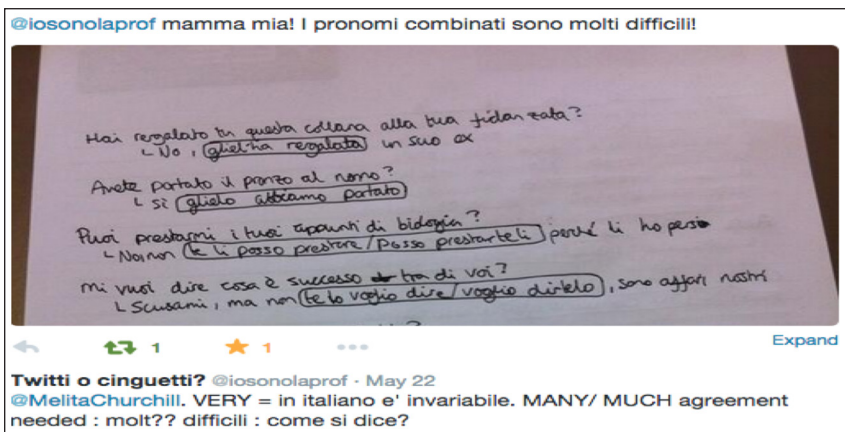 @iosonolaprof mamma mia! I pronomi combinati sono molti difficili!
Hai regalato tu questa collana alla tua fidanzata?
No, gliel'ha regalata un suo ex
Avete portato il pranzo al nonno?
Sì glielo abbiamo portato
Puoi prestarmi i tuoi appunti di biologia?
No non te li posso prestare/Posso prestarteli perché li ho persi
Mi vuoi dire cosa è successo tra di voi?
Scusami, ma non te lo voglio dire/voglio dirtelo, sono affari nostri
1 1
Expand
Twitti o cinguetti? @iosonolaprof · May 22
@MelitaChurchill. VERY = in italiano e' invariabile. MANY/ MUCH agreement
needed : molt?? difficili : come si dice?